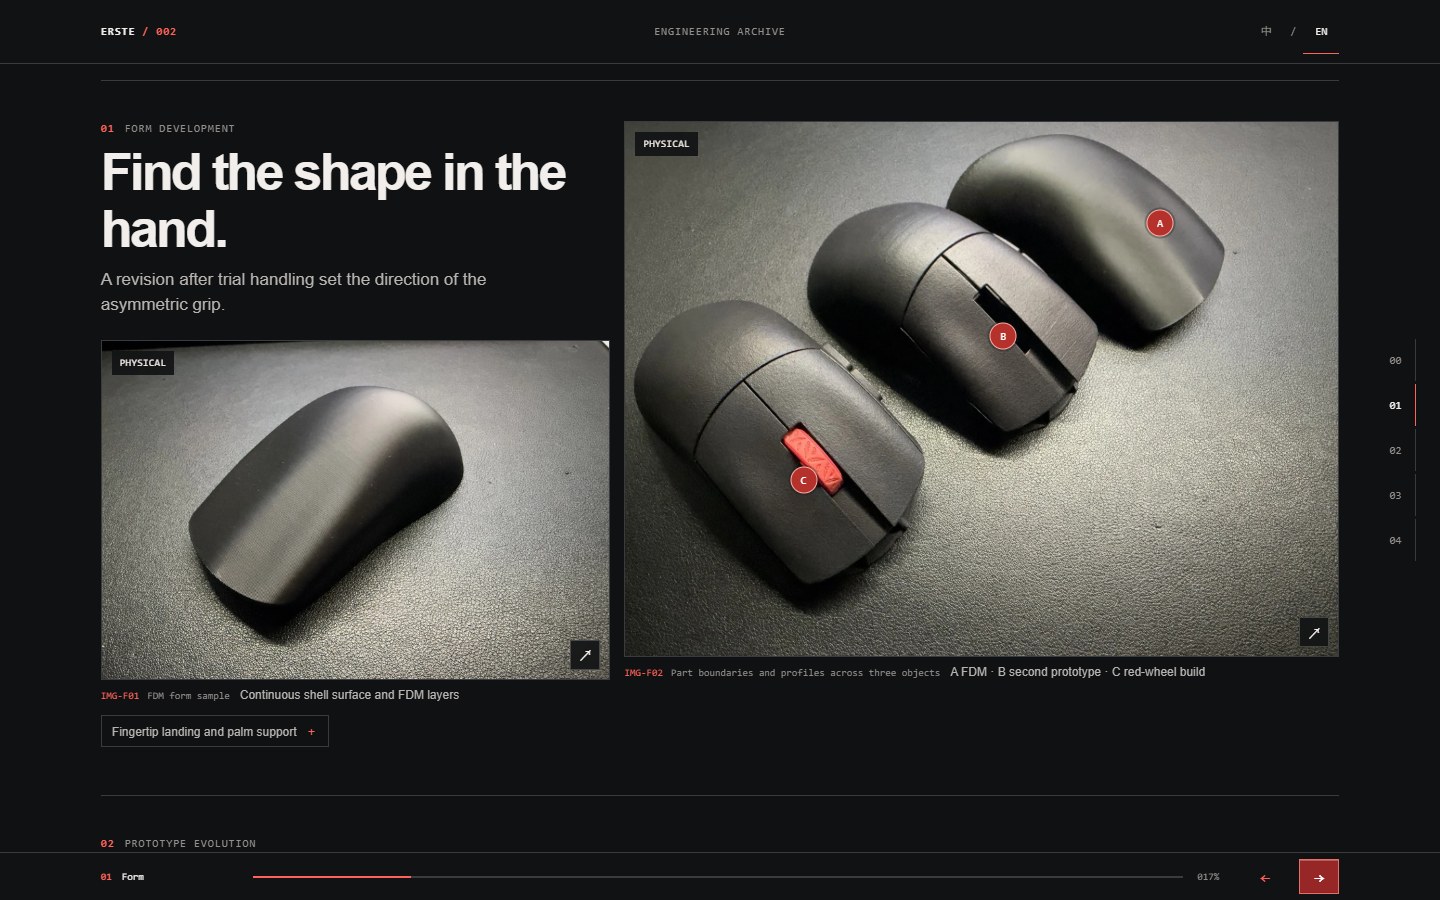 ERSTE / 002
ENGINEERING ARCHIVE
中 / EN
01 FORM DEVELOPMENT
Find the shape in the
hand.
A revision after trial handling set the direction of the
asymmetric grip.
PHYSICAL
IMG-F01 FDM form sample Continuous shell surface and FDM layers
Fingertip landing and palm support +
PHYSICAL
A
B
C
IMG-F02 Part boundaries and profiles across three objects A FDM · B second prototype · C red-wheel build
00
01
02
03
04
02 PROTOTYPE EVOLUTION
01 Form
017%